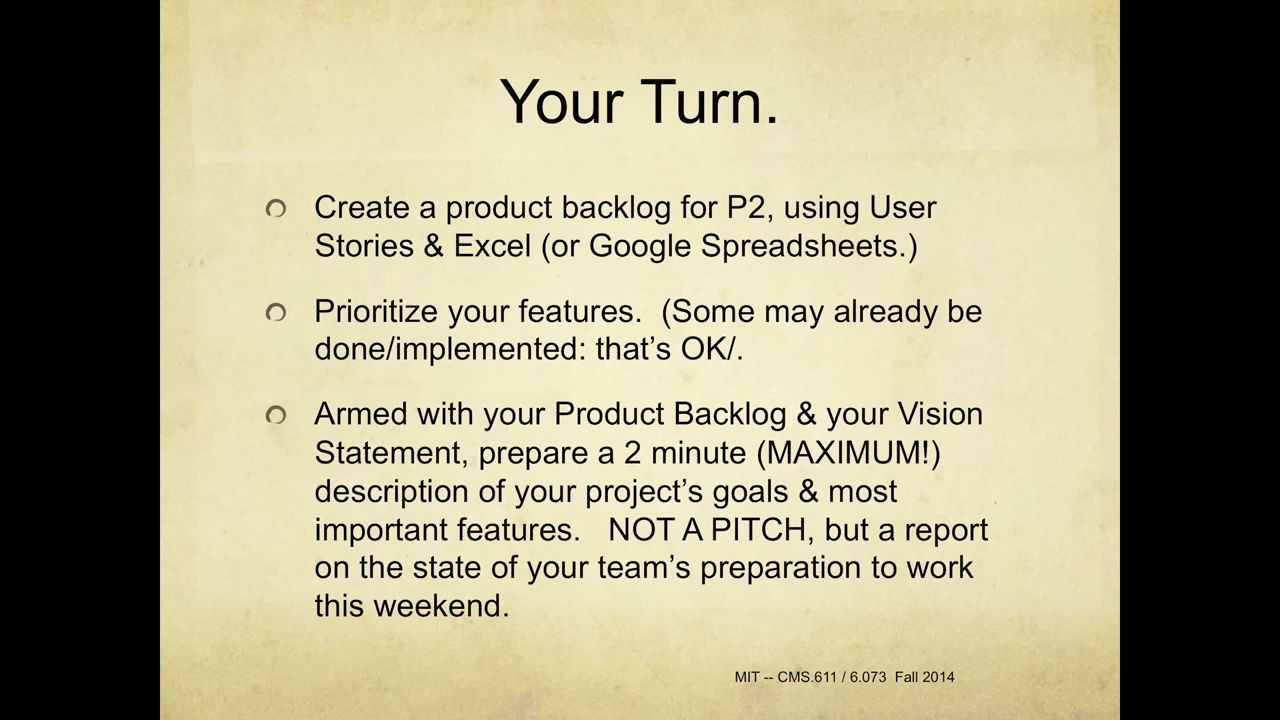 Your Turn.
Create a product backlog for P2, using User
Stories & Excel (or Google Spreadsheets.)
Prioritize your features.  (Some may already be
done/implemented: that’s OK/.
Armed with your Product Backlog & your Vision
Statement, prepare a 2 minute (MAXIMUM!)
description of your project’s goals & most
important features.   NOT A PITCH, but a report
on the state of your team’s preparation to work
this weekend.
MIT -- CMS.611 / 6.073  Fall 2014